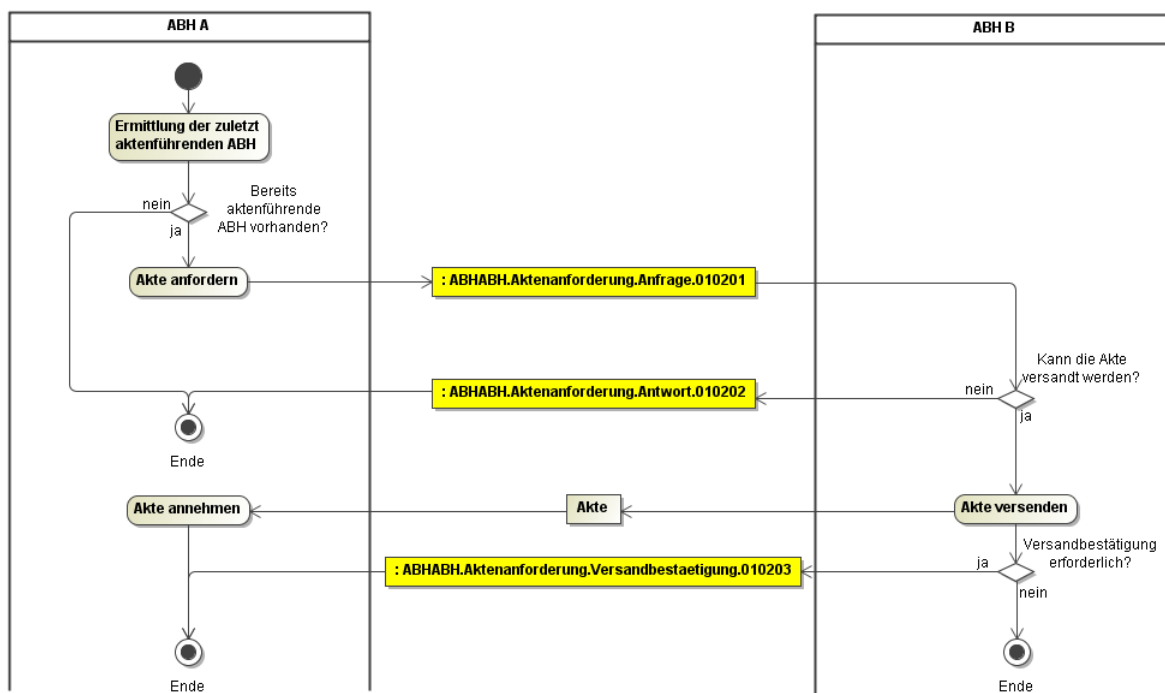 ABH A
ABH B
Ermittlung der zuletzt
aktenführenden ABH
nein
Bereits
aktenführende
ABH vorhanden?
ja
Akte anfordern
: ABHABH.Aktenanforderung.Anfrage.010201
Kann die Akte
versandt werden?
: ABHABH.Aktenanforderung.Antwort.010202
nein
ja
Ende
Akte annehmen
Akte
Akte versenden
Versandbestätigung
erforderlich?
: ABHABH.Aktenanforderung.Versandbestaetigung.010203
ja
nein
Ende
Ende